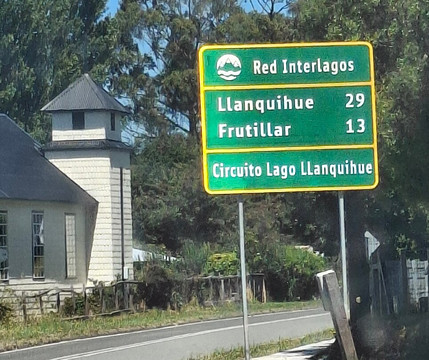 Red Interlagos
Llanquihue 29
Frutillar 13
Circuito Lago Llanquihue